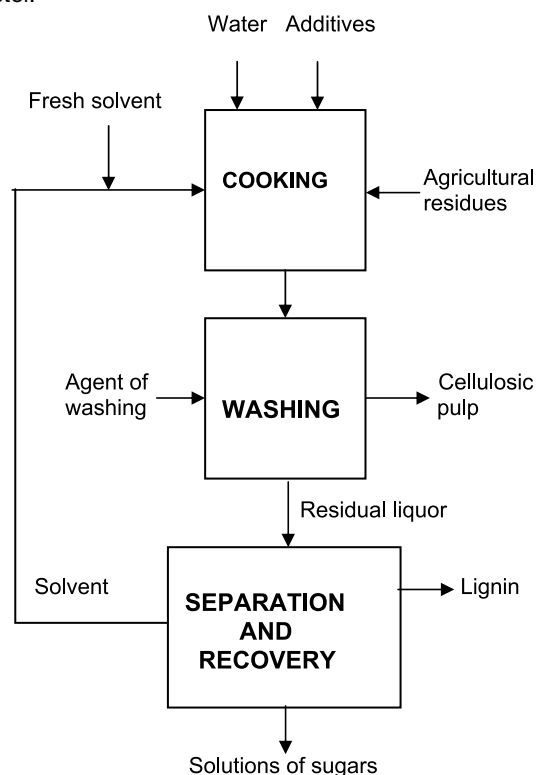 Water Additives
Fresh solvent
COOKING
Agricultural
residues
Agent of
washing
WASHING
Cellulosic
pulp
Residual liquor
Solvent
SEPARATION
AND
RECOVERY
Lignin
Solutions of sugars